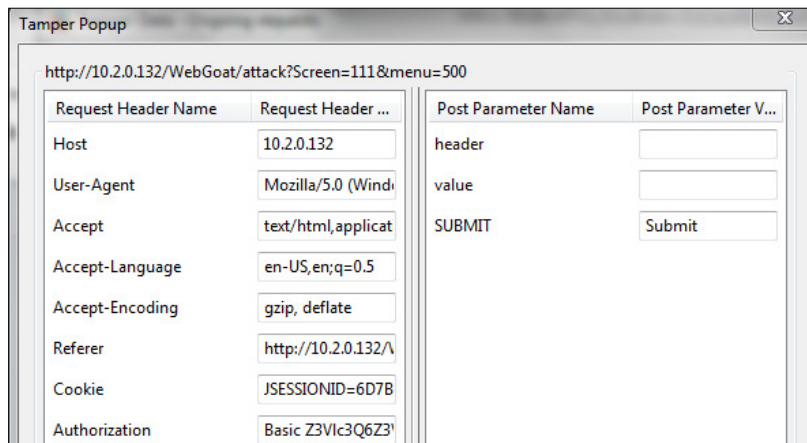 Tamper Popup
http://10.2.0.132/WebGoat/attack?Screen=111&menu=500
Request Header Name Request Header ... Post Parameter Name Post Parameter V...
Host 10.2.0.132 header
User-Agent Mozilla/5.0 (Wind value
Accept text/html,applicat SUBMIT Submit
Accept-Language en-US,en;q=0.5
Accept-Encoding gzip, deflate
Referer http://10.2.0.132/
Cookie JSESSIONID=6D7B
Authorization Basic Z3Vlc3Q6Z3